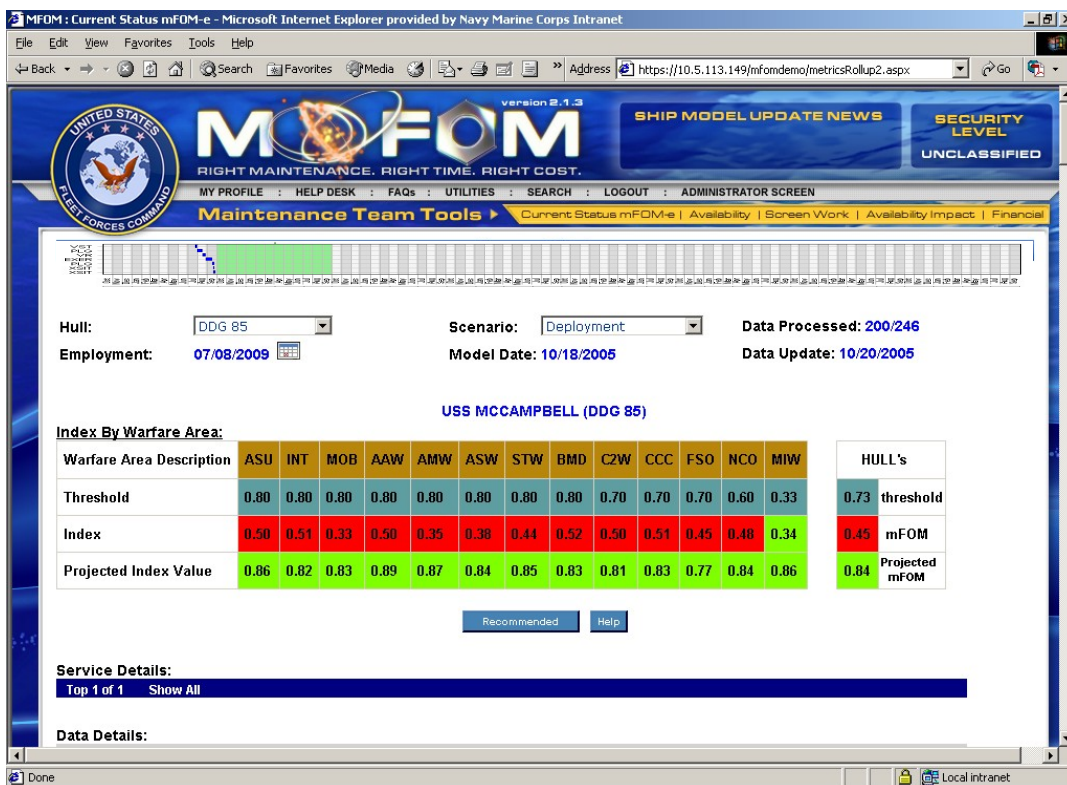 MFOM : Current Status mFOM-e - Microsoft Internet Explorer provided by Navy Marine Corps Intranet
File Edit View Favorites Tools Help
Back Search Favorites Media » Address https://10.5.113.149/mfomdemo/metricsRollup2.aspx Go
version 2.1.3
MFOM
RIGHT MAINTENANCE. RIGHT TIME. RIGHT COST.
UNITED STATES
FLEET FORCES COMMAND
SHIP MODEL UPDATE NEWS
SECURITY LEVEL
UNCLASSIFIED
MY PROFILE : HELP DESK : FAQs : UTILITIES : SEARCH : LOGOUT : ADMINISTRATOR SCREEN
Maintenance Team Tools Current Status mFOM-e | Availability | Screen Work | Availability Impact | Financial
Hull: DDG 85 Scenario: Deployment Data Processed: 200/246
Employment: 07/08/2009 Model Date: 10/18/2005 Data Update: 10/20/2005
USS MCCAMPBELL (DDG 85)
Index By Warfare Area:
Warfare Area Description ASU INT MOB AAW AMW ASW STW BMD C2W CCC FSO NCO MIW HULL's
Threshold 0.80 0.80 0.80 0.80 0.80 0.80 0.80 0.80 0.70 0.70 0.70 0.60 0.33 0.73 threshold
Index 0.50 0.51 0.33 0.50 0.35 0.38 0.44 0.52 0.50 0.51 0.45 0.48 0.34 0.45 mFOM
Projected Index Value 0.86 0.82 0.83 0.89 0.87 0.84 0.85 0.83 0.81 0.83 0.77 0.84 0.86 0.84 Projected mFOM
Recommended Help
Service Details:
Top 1 of 1 Show All
Data Details:
Done Local intranet